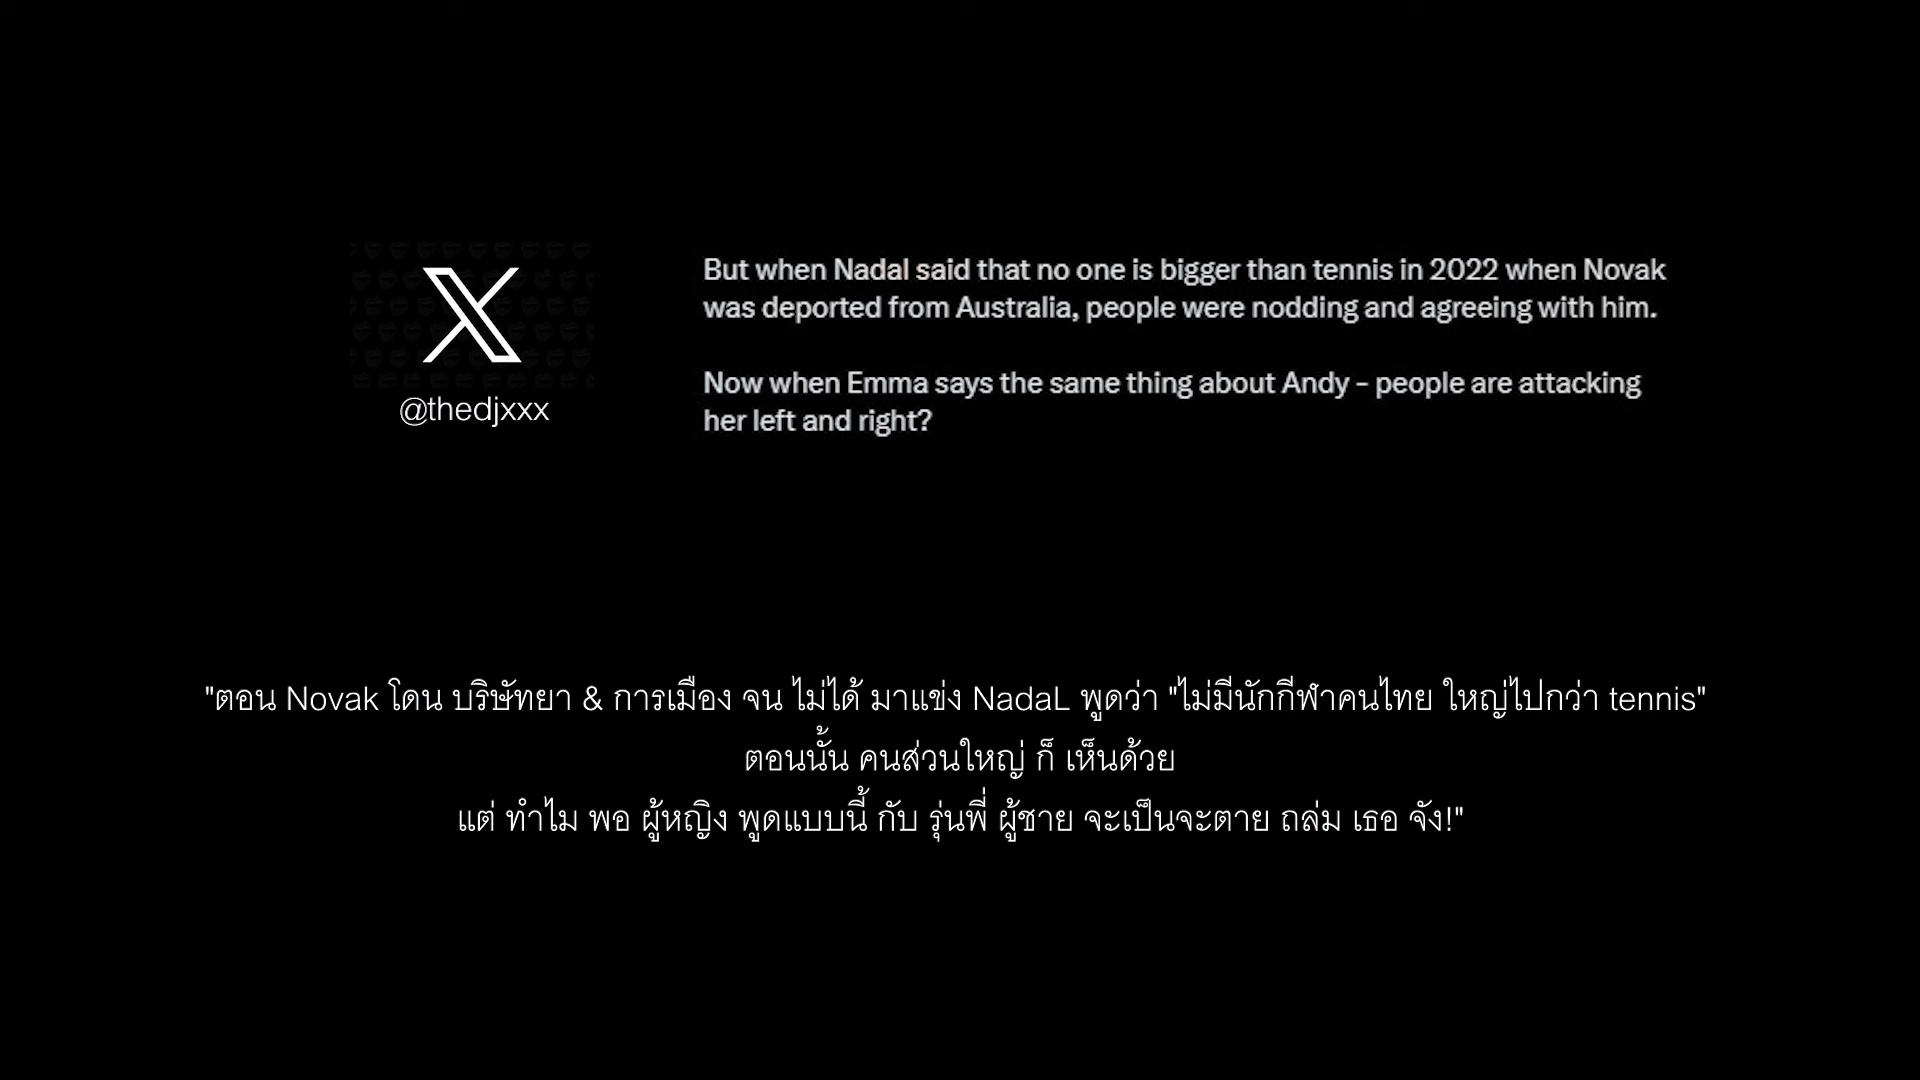 But when Nadal said that no one is bigger than tennis in 2022 when Novak
was deported from Australia, people were nodding and agreeing with him.
Now when Emma says the same thing about Andy - people are attacking
her left and right?
@thedjxxx
"ตอน Novak โดน บริษัทยา & การเมือง จน ไม่ได้ มาแข่ง NadaL พูดว่า "ไม่มีนักกีฬาคนไทย ใหญ่ไปกว่า tennis"
ตอนนั้น คนส่วนใหญ่ ก็ เห็นด้วย
แต่ ทำไม พอ ผู้หญิง พูดแบบนี้ กับ รุ่นพี่ ผู้ชาย จะเป็นจะตาย ถล่ม เธอ จัง!"